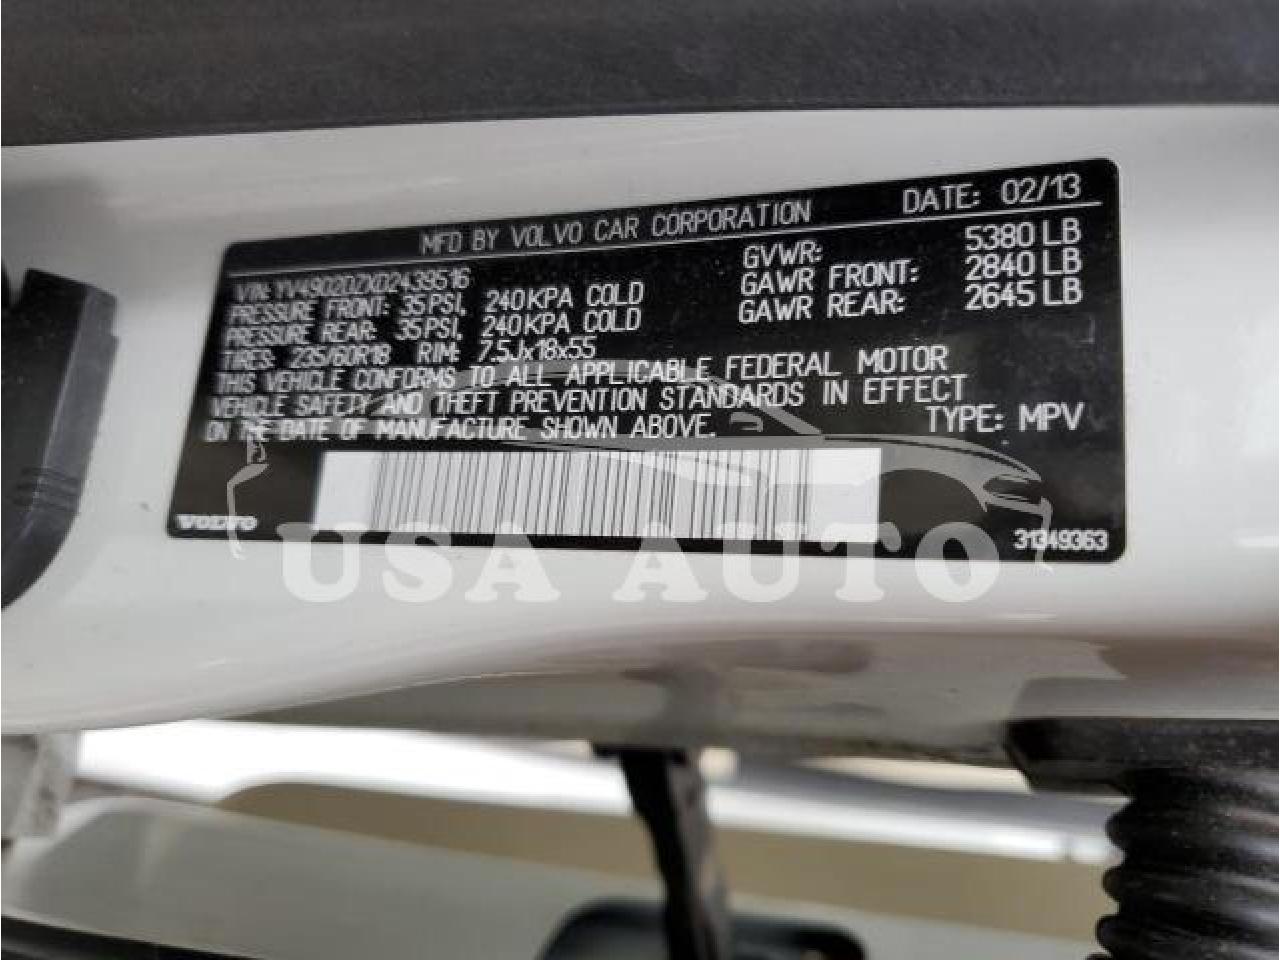 MFD BY VOLVO CAR CORPORATION DATE: 02/13
VIN: YV4902DZXD2439516
PRESSURE FRONT: 35 PSI, 240 KPA COLD
PRESSURE REAR: 35 PSI, 240 KPA COLD
TIRES: 235/60R18 RIM: 7.5Jx18x55
GVWR: 5380 LB
GAWR FRONT: 2840 LB
GAWR REAR: 2645 LB
THIS VEHICLE CONFORMS TO ALL APPLICABLE FEDERAL MOTOR
VEHICLE SAFETY AND THEFT PREVENTION STANDARDS IN EFFECT
ON THE DATE OF MANUFACTURE SHOWN ABOVE. TYPE: MPV
VOLVO
31349363
USA AUTO